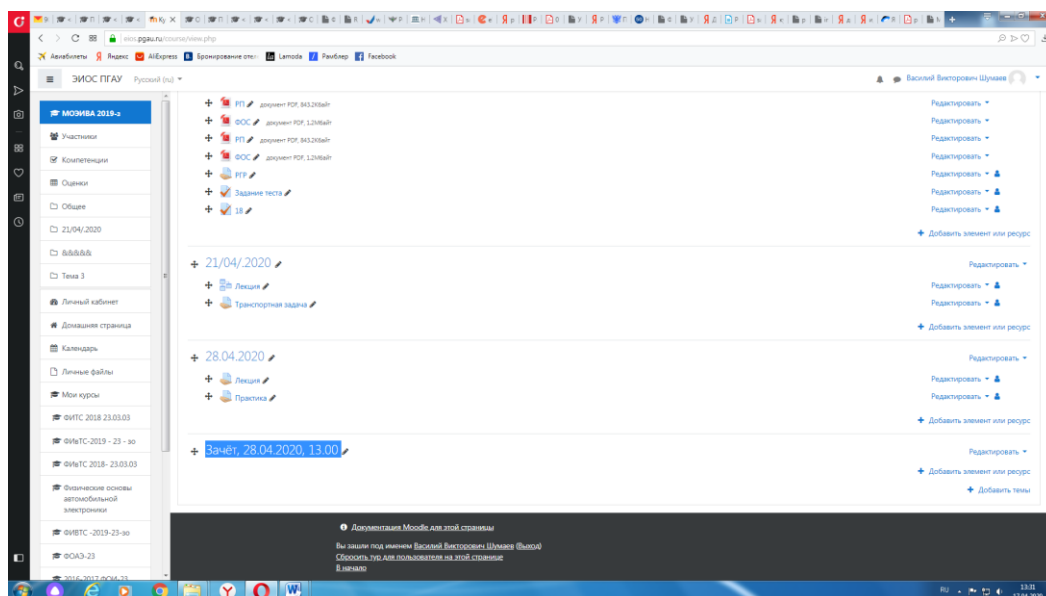 eios.pgau.ru/course/view.php
Авиабилеты Яндекс AliExpress Бронирование отел Lamoda Рамблер Facebook
ЭИОС ПГАУ Русский (ru)
Василий Викторович Шумаев
МОЭИВА 2019-з
Участники
Компетенции
Оценки
Общее
21/04/.2020
&&&&&
Тема 3
Личный кабинет
Домашняя страница
Календарь
Личные файлы
Мои курсы
ФИТС 2018 23.03.03
ФИвТС-2019 - 23 - зо
ФИвТС 2018- 23.03.03
Физические основы
автомобильной
электроники
ФИВТС -2019-23-зо
ФОАЭ-23
2016-2017 ФОИ-23
РП документ PDF, 843.2Кбайт Редактировать
ФОС документ PDF, 1.2Мбайт Редактировать
РП документ PDF, 843.2Кбайт Редактировать
ФОС документ PDF, 1.2Мбайт Редактировать
РГР Редактировать
Задание теста Редактировать
18 Редактировать
Добавить элемент или ресурс
21/04/.2020 Редактировать
Лекция Редактировать
Транспортная задача Редактировать
Добавить элемент или ресурс
28.04.2020 Редактировать
Лекция Редактировать
Практика Редактировать
Добавить элемент или ресурс
Зачёт, 28.04.2020, 13.00 Редактировать
Добавить элемент или ресурс
Добавить темы
Документация Moodle для этой страницы
Вы зашли под именем Василий Викторович Шумаев (Выход)
Сбросить тур для пользователя на этой странице
В начало
RU 13:31
17.04.2020